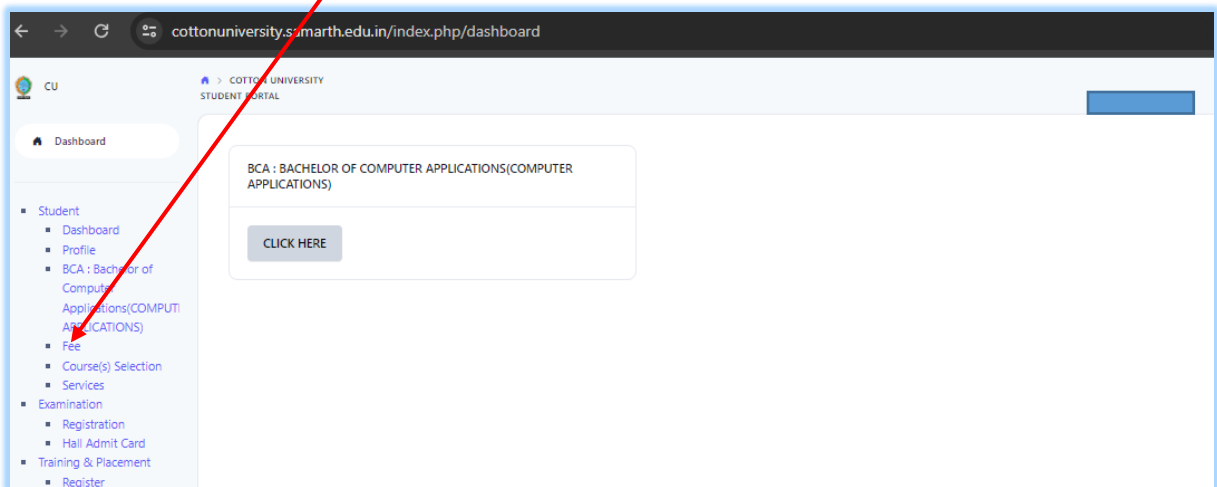 cottonuniversity.samarth.edu.in/index.php/dashboard
CU
COTTON UNIVERSITY
STUDENT PORTAL
Dashboard
BCA : BACHELOR OF COMPUTER APPLICATIONS(COMPUTER
APPLICATIONS)
CLICK HERE
Student
Dashboard
Profile
BCA : Bachelor of
Computer
Applications(COMPUT
APPLICATIONS)
Fee
Course(s) Selection
Services
Examination
Registration
Hall Admit Card
Training & Placement
Register